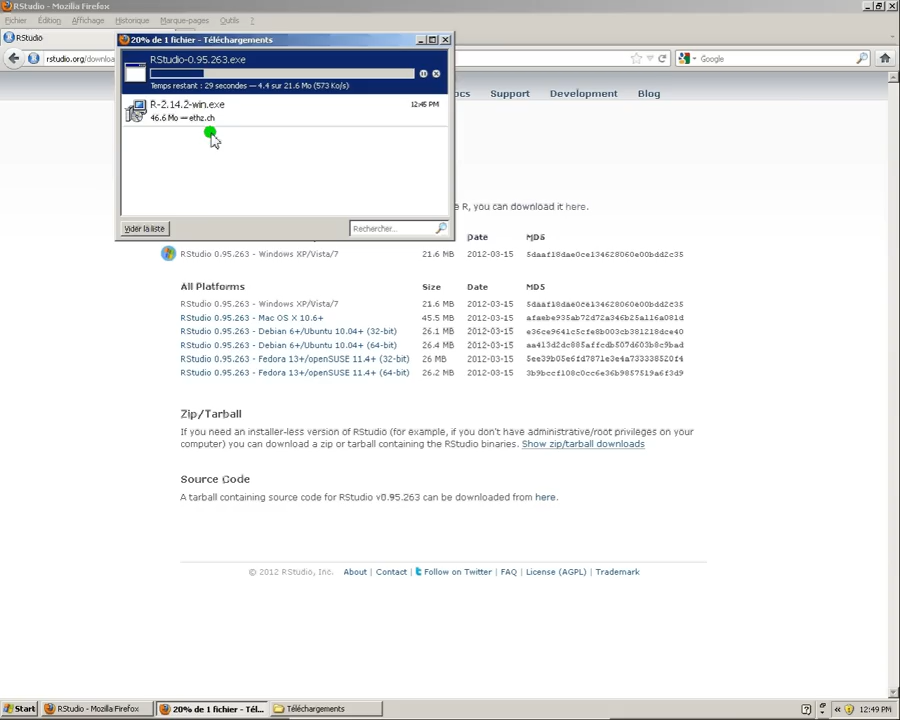 RStudio - Mozilla Firefox
Fichier Édition Affichage Historique Marque-pages Outils ?
RStudio
rstudio.org/downloa
Google
20% de 1 fichier - Téléchargements
RStudio-0.95.263.exe
Temps restant : 29 secondes — 4.4 sur 21.6 Mo (573 Ko/s)
R-2.14.2-win.exe 12:45 PM
46.6 Mo — ethz.ch
Vider la liste Rechercher...
ocs Support Development Blog
e R, you can download it here.
Date MD5
RStudio 0.95.263 - Windows XP/Vista/7 21.6 MB 2012-03-15 5daaf18dae0ce134628060e00bdd2c35
All Platforms Size Date MD5
RStudio 0.95.263 - Windows XP/Vista/7 21.6 MB 2012-03-15 5daaf18dae0ce134628060e00bdd2c35
RStudio 0.95.263 - Mac OS X 10.6+ 45.5 MB 2012-03-15 afaebe935ab72d72a346b25a116a081d
RStudio 0.95.263 - Debian 6+/Ubuntu 10.04+ (32-bit) 26.1 MB 2012-03-15 e36ce9641c5cfe8b003cb381218dce40
RStudio 0.95.263 - Debian 6+/Ubuntu 10.04+ (64-bit) 26.4 MB 2012-03-15 aa413d2dc885affcdb507d603b8c9bad
RStudio 0.95.263 - Fedora 13+/openSUSE 11.4+ (32-bit) 26 MB 2012-03-15 5ee39b05e6fd7871e3e4a733338520f4
RStudio 0.95.263 - Fedora 13+/openSUSE 11.4+ (64-bit) 26.2 MB 2012-03-15 3b9bccf108c0cc6e36b9857519a6f3d9
Zip/Tarball
If you need an installer-less version of RStudio (for example, if you don't have administrative/root privileges on your
computer) you can download a zip or tarball containing the RStudio binaries. Show zip/tarball downloads
Source Code
A tarball containing source code for RStudio v0.95.263 can be downloaded from here.
© 2012 RStudio, Inc. About | Contact | Follow on Twitter | FAQ | License (AGPL) | Trademark
Start RStudio - Mozilla Firefox 20% de 1 fichier - Tél... Téléchargements 12:49 PM